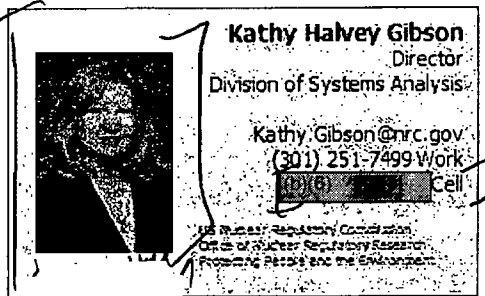 Kathy Halvey Gibson
Director
Division of Systems Analysis
Kathy.Gibson@nrc.gov
(301) 251-7499 Work
(b)(6) Cell
US Nuclear Regulatory Commission
Office of Nuclear Regulatory Research
Protecting People and the Environment